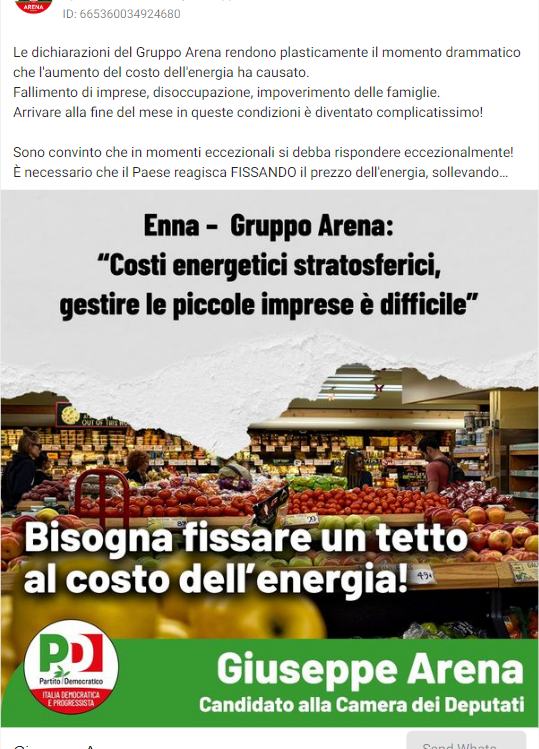 ARENA
ID: 665360034924680
Le dichiarazioni del Gruppo Arena rendono plasticamente il momento drammatico
che l'aumento del costo dell'energia ha causato.
Fallimento di imprese, disoccupazione, impoverimento delle famiglie.
Arrivare alla fine del mese in queste condizioni è diventato complicatissimo!
Sono convinto che in momenti eccezionali si debba rispondere eccezionalmente!
È necessario che il Paese reagisca FISSANDO il prezzo dell'energia, sollevando...
Enna – Gruppo Arena:
“Costi energetici stratosferici,
gestire le piccole imprese è difficile”
OUT OF THIS
Bisogna fissare un tetto
al costo dell’energia!
PD
Partito Democratico
ITALIA DEMOCRATICA
E PROGRESSISTA
Giuseppe Arena
Candidato alla Camera dei Deputati